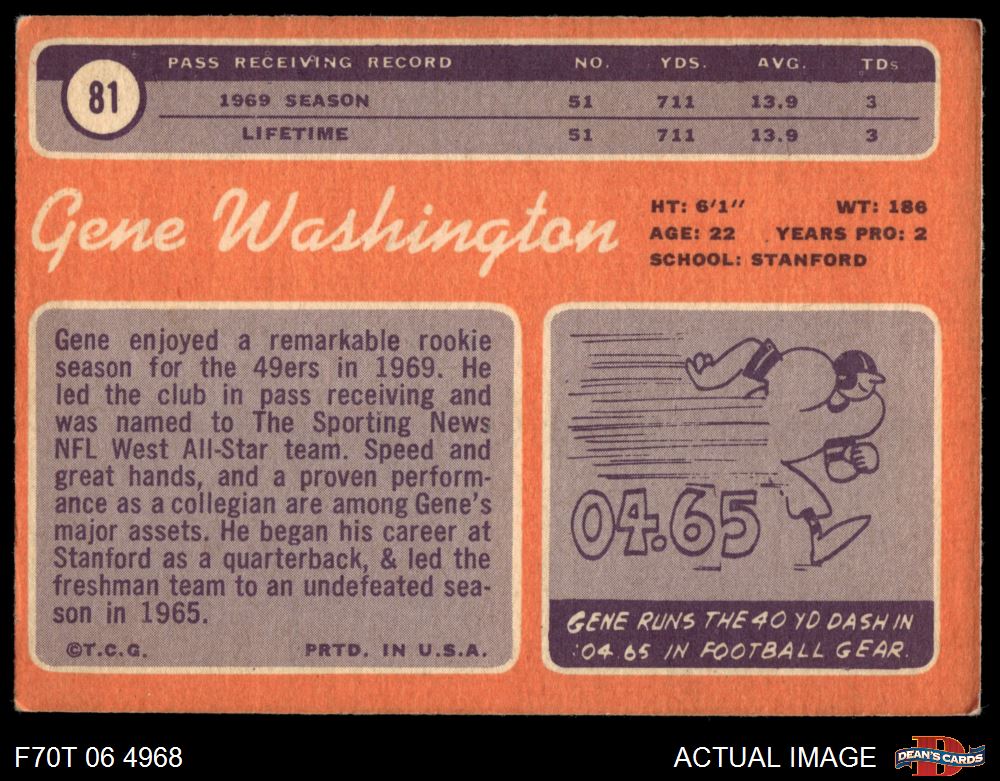 81
PASS RECEIVING RECORD NO. YDS. AVG. TDs
1969 SEASON 51 711 13.9 3
LIFETIME 51 711 13.9 3
Gene Washington
HT: 6'1" WT: 186
AGE: 22 YEARS PRO: 2
SCHOOL: STANFORD
Gene enjoyed a remarkable rookie
season for the 49ers in 1969. He
led the club in pass receiving and
was named to The Sporting News
NFL West All-Star team. Speed and
great hands, and a proven perform-
ance as a collegian are among Gene's
major assets. He began his career at
Stanford as a quarterback, & led the
freshman team to an undefeated sea-
son in 1965.
©T.C.G. PRTD. IN U.S.A.
04.65
GENE RUNS THE 40 YD DASH IN
:04.65 IN FOOTBALL GEAR.
F70T 06 4968 ACTUAL IMAGE
D
DEAN'S CARDS